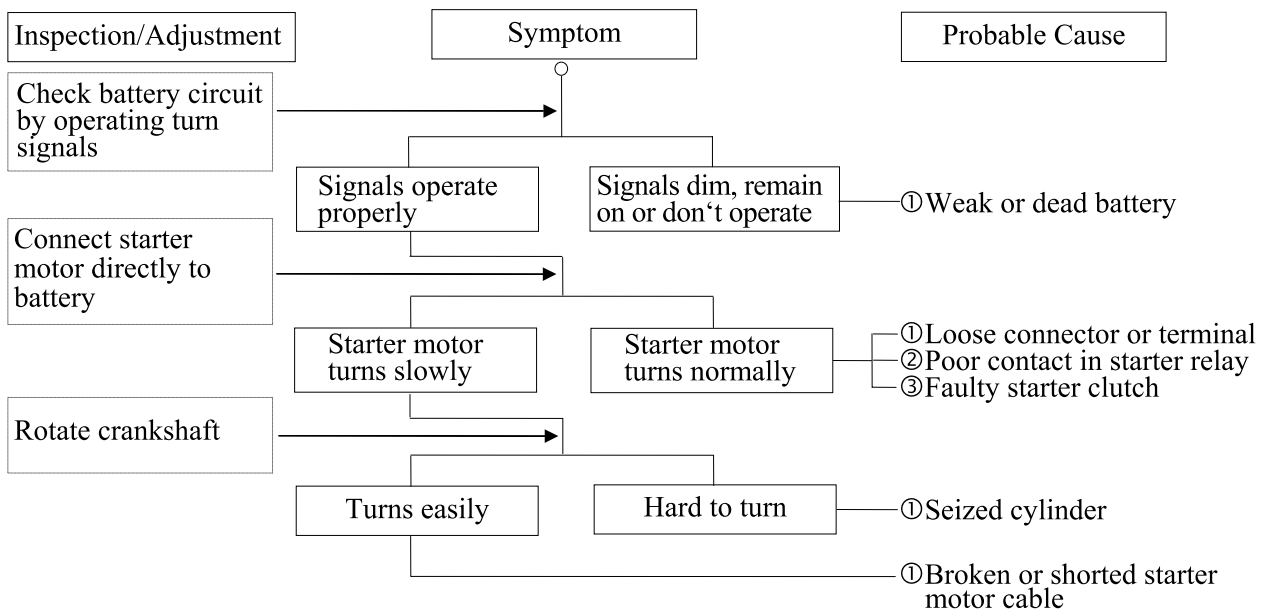 Inspection/Adjustment
Symptom
Probable Cause
Check battery circuit
by operating turn
signals
Signals operate
properly
Signals dim, remain
on or don‘t operate
①Weak or dead battery
Connect starter
motor directly to
battery
Starter motor
turns slowly
Starter motor
turns normally
①Loose connector or terminal
②Poor contact in starter relay
③Faulty starter clutch
Rotate crankshaft
Turns easily
Hard to turn
①Seized cylinder
①Broken or shorted starter
motor cable